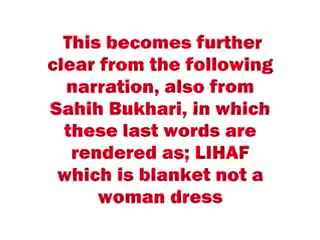 This becomes further
clear from the following
narration, also from
Sahih Bukhari, in which
these last words are
rendered as; LIHAF
which is blanket not a
woman dress